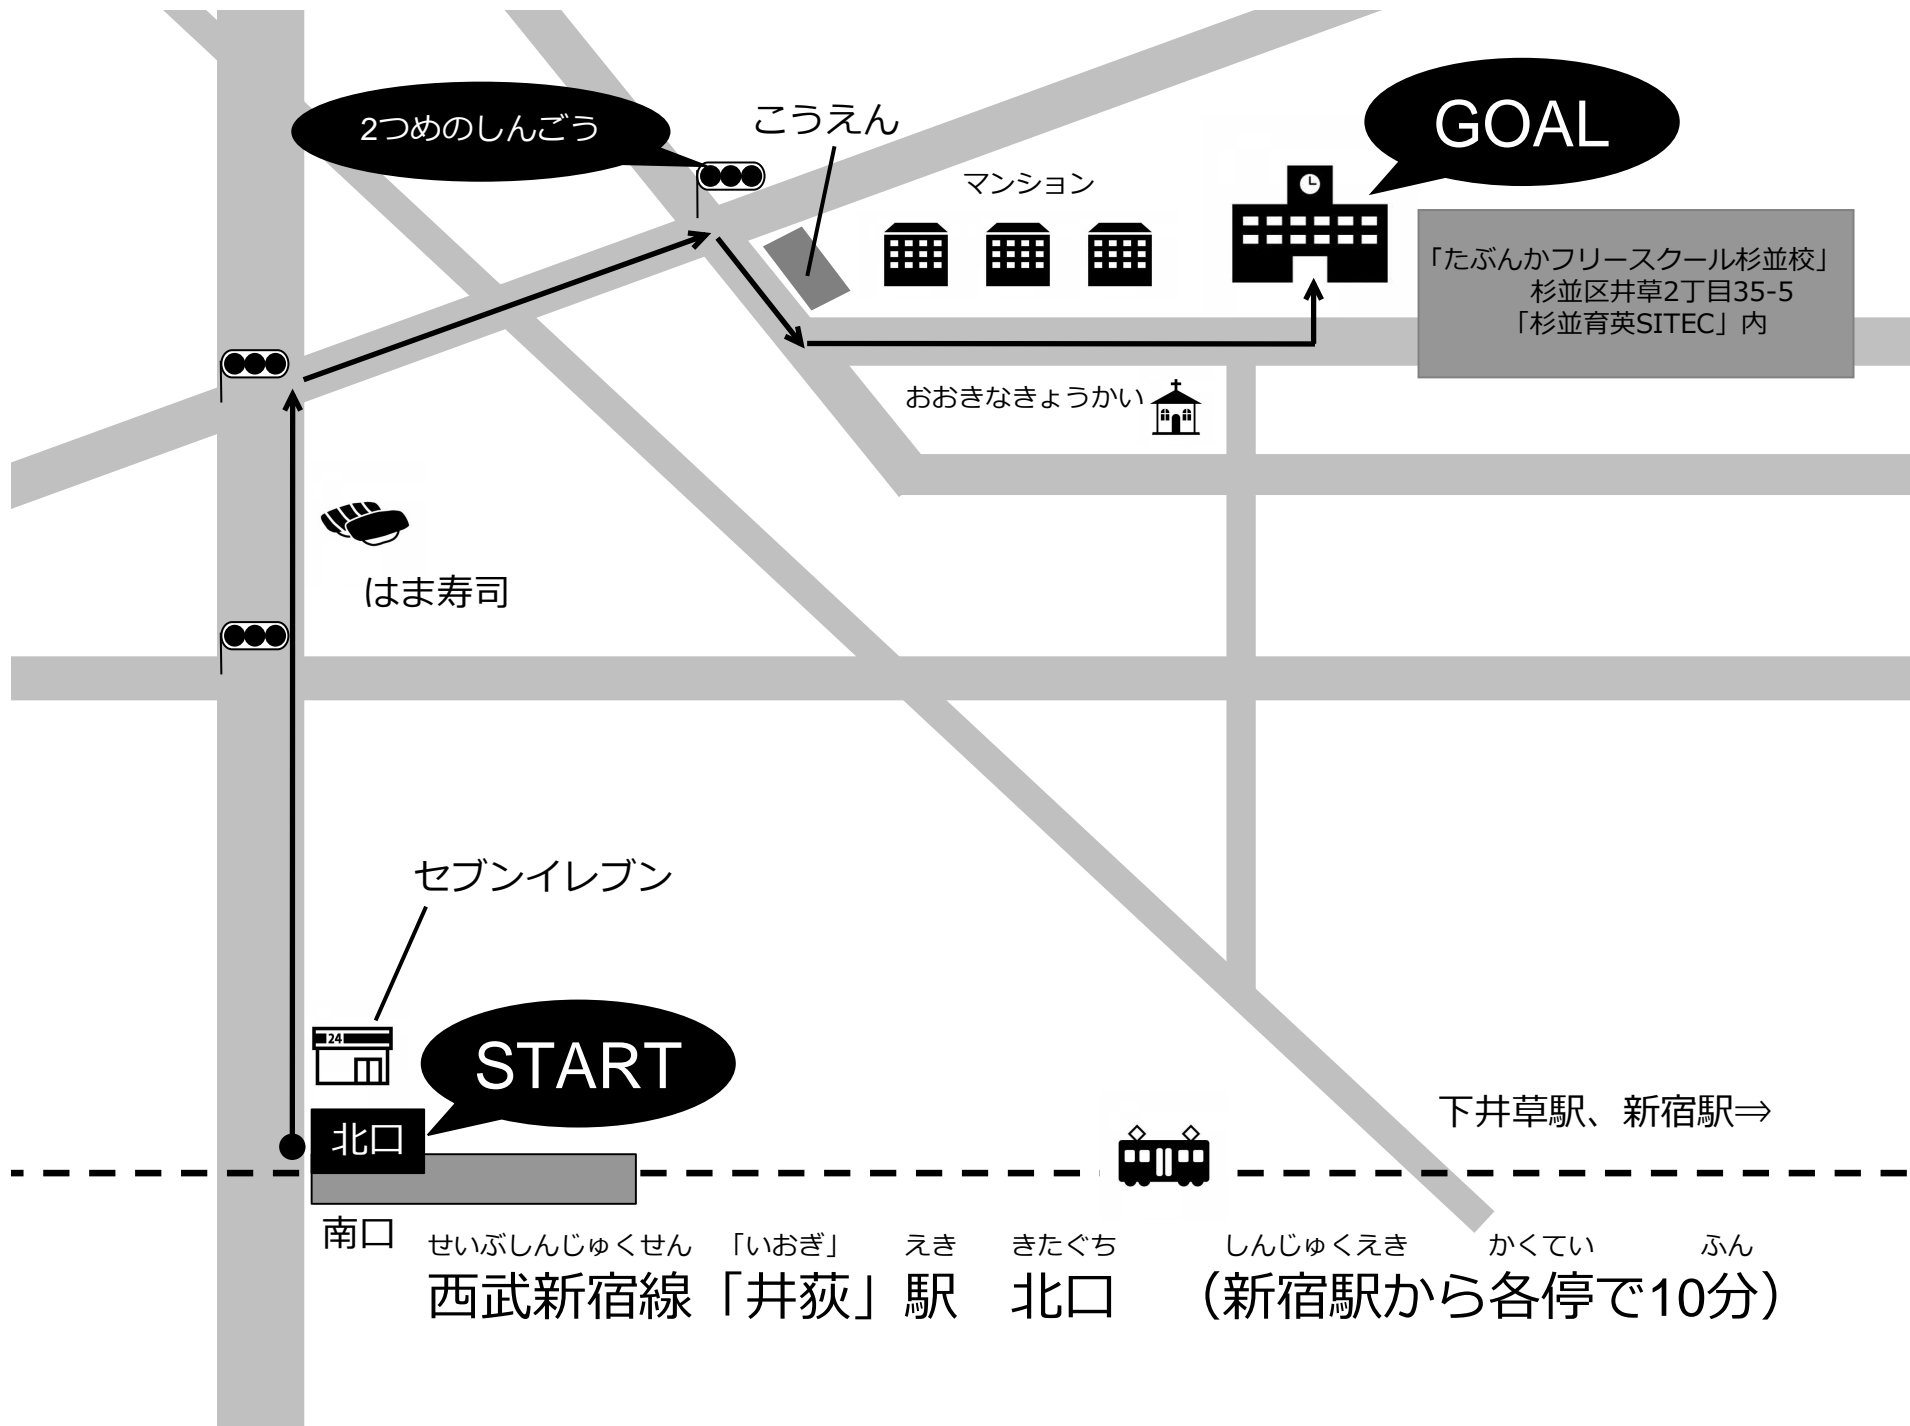 GOAL
2つめのしんごう
こうえん
マンション
「たぶんかフリースクール杉並校」
杉並区井草2丁目35-5
「杉並育英SITEC」内
おおきなきょうかい
はま寿司
セブンイレブン
24
START
北口
下井草駅、新宿駅⇒
南口
せいぶしんじゅくせん 「いおぎ」 えき きたぐち しんじゅくえき かくてい ふん
西武新宿線「井荻」駅 北口 (新宿駅から各停で10分)